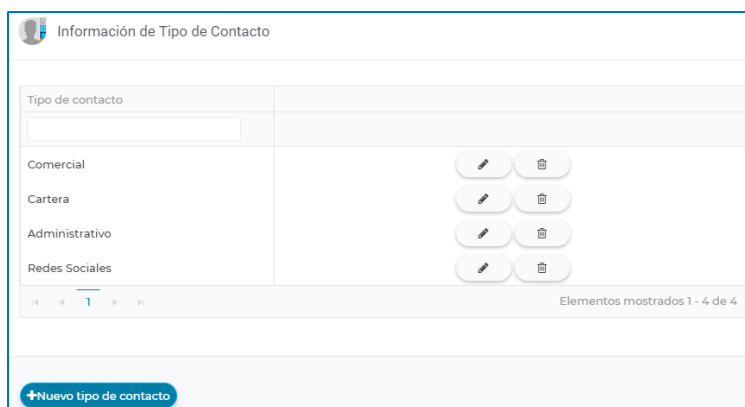 Información de Tipo de Contacto
Tipo de contacto
Comercial
Cartera
Administrativo
Redes Sociales
1
Elementos mostrados 1 - 4 de 4
+Nuevo tipo de contacto